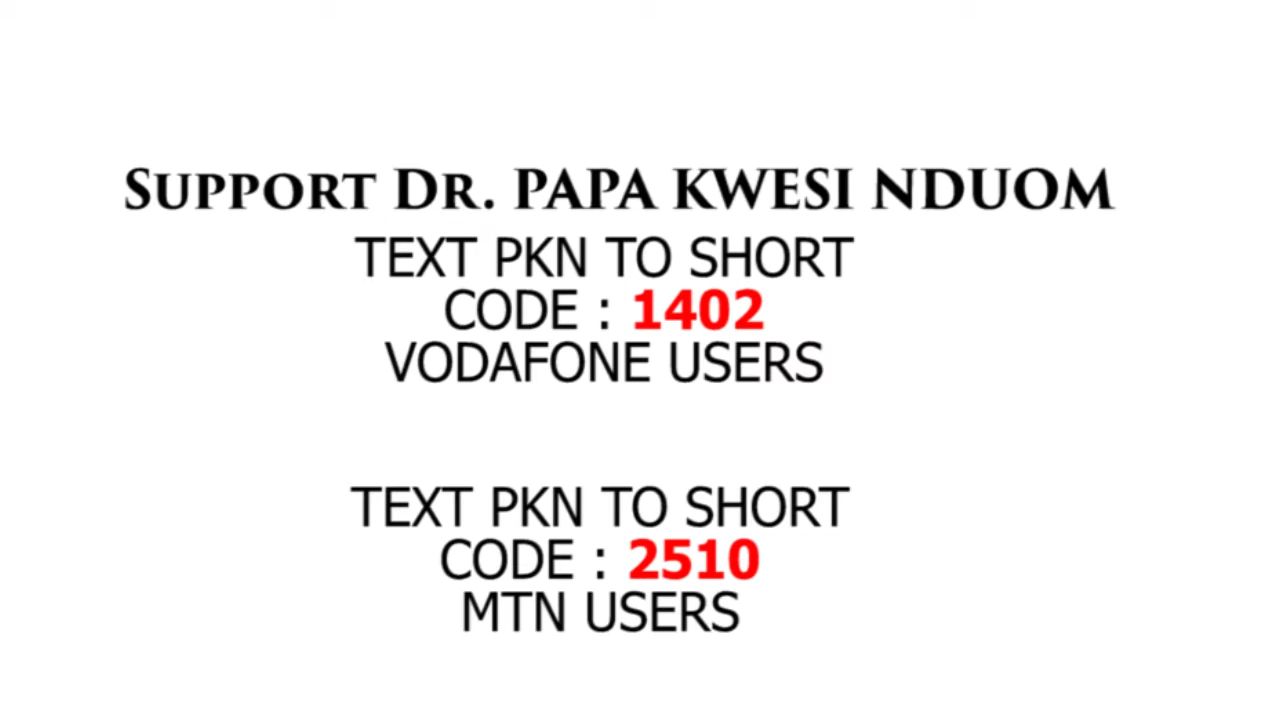 Support Dr. PAPA KWESI NDUOM
TEXT PKN TO SHORT
CODE : 1402
VODAFONE USERS
TEXT PKN TO SHORT
CODE : 2510
MTN USERS